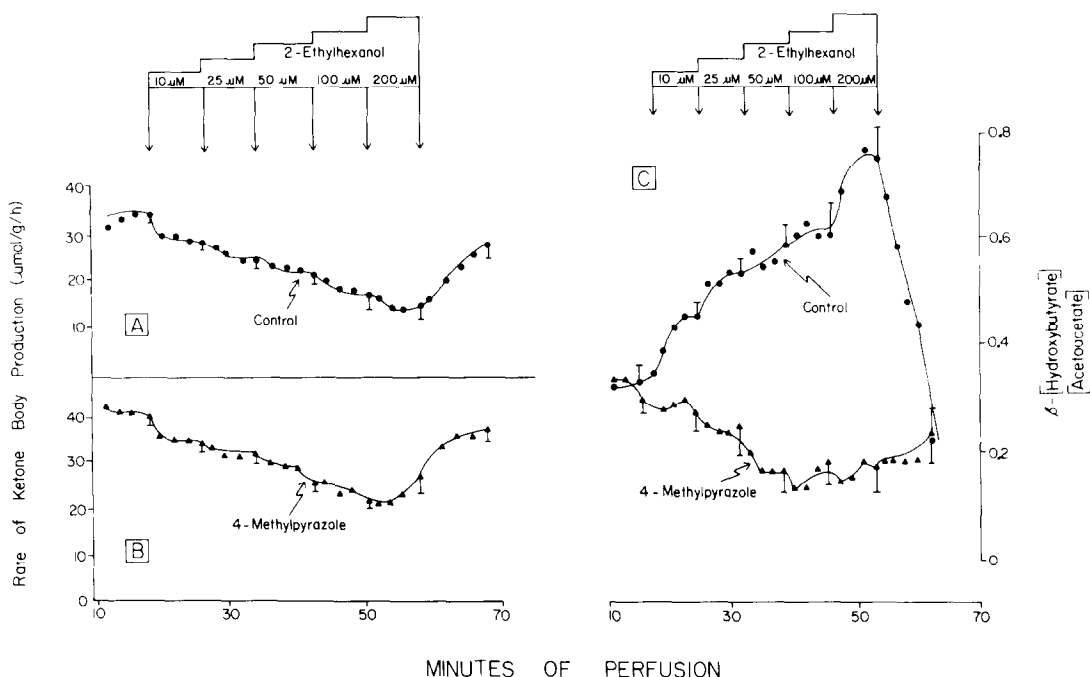 2-Ethylhexanol
10 µM 25 µM 50 µM 100 µM 200 µM
40
30
20
10
A
Control
40
30
20
10
0
B
4-Methylpyrazole
10 30 50 70
Rate of Ketone Body Production (µmol/g/h)
2-Ethylhexanol
10 µM 25 µM 50 µM 100 µM 200 µM
C
Control
4-Methylpyrazole
0,8
0,6
0,4
0,2
0
10 30 50 70
β-[Hydroxybutyrate]
[Acetoucetate]
MINUTES OF PERFUSION